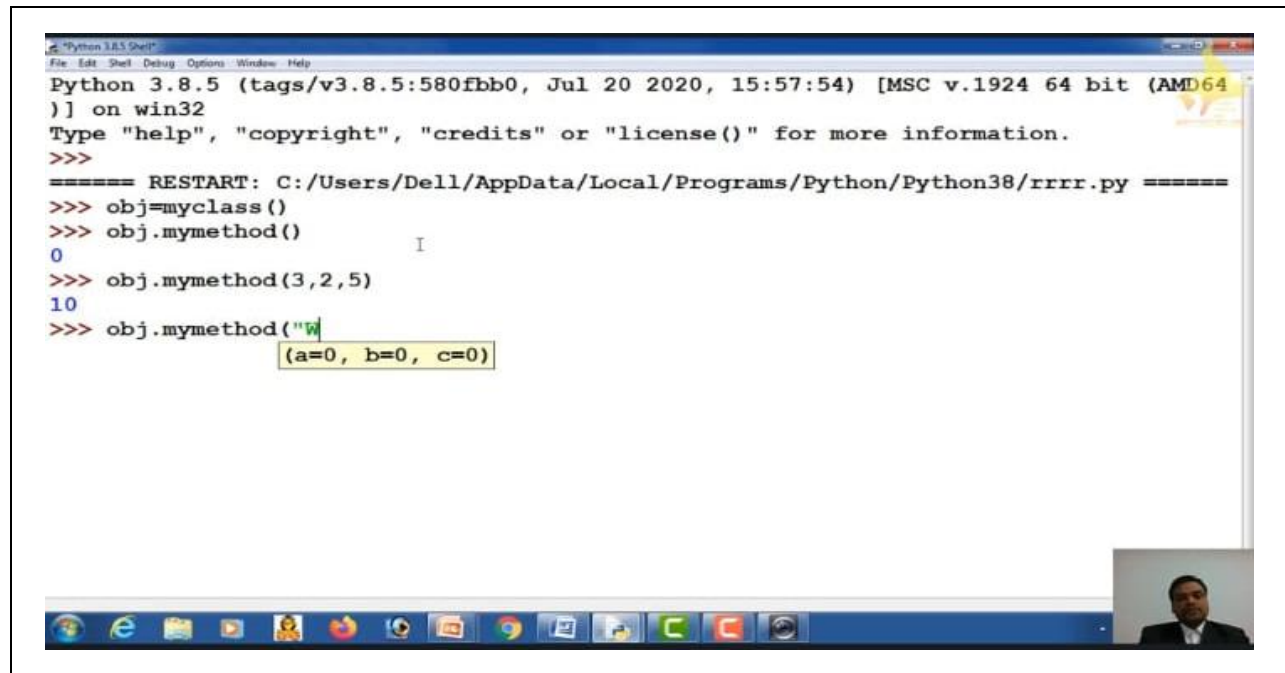 *Python 3.8.5 Shell*
File Edit Shell Debug Options Window Help
Python 3.8.5 (tags/v3.8.5:580fbb0, Jul 20 2020, 15:57:54) [MSC v.1924 64 bit (AMD64
)] on win32
Type "help", "copyright", "credits" or "license()" for more information.
>>>
====== RESTART: C:/Users/Dell/AppData/Local/Programs/Python/Python38/rrrr.py ======
>>> obj=myclass()
>>> obj.mymethod()
0
>>> obj.mymethod(3,2,5)
10
>>> obj.mymethod("W
(a=0, b=0, c=0)